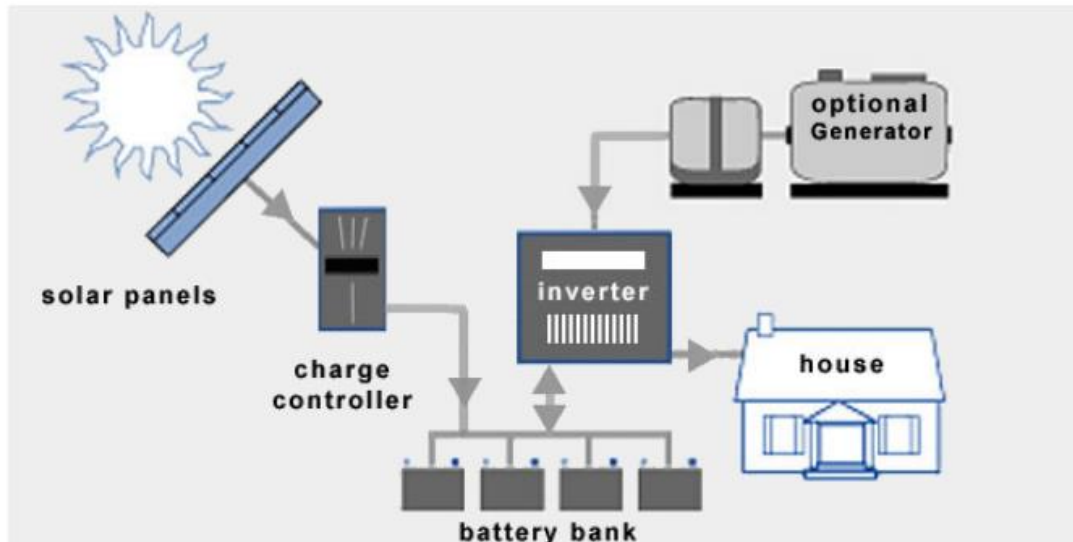 solar panels
charge
controller
optional
Generator
inverter
house
battery bank